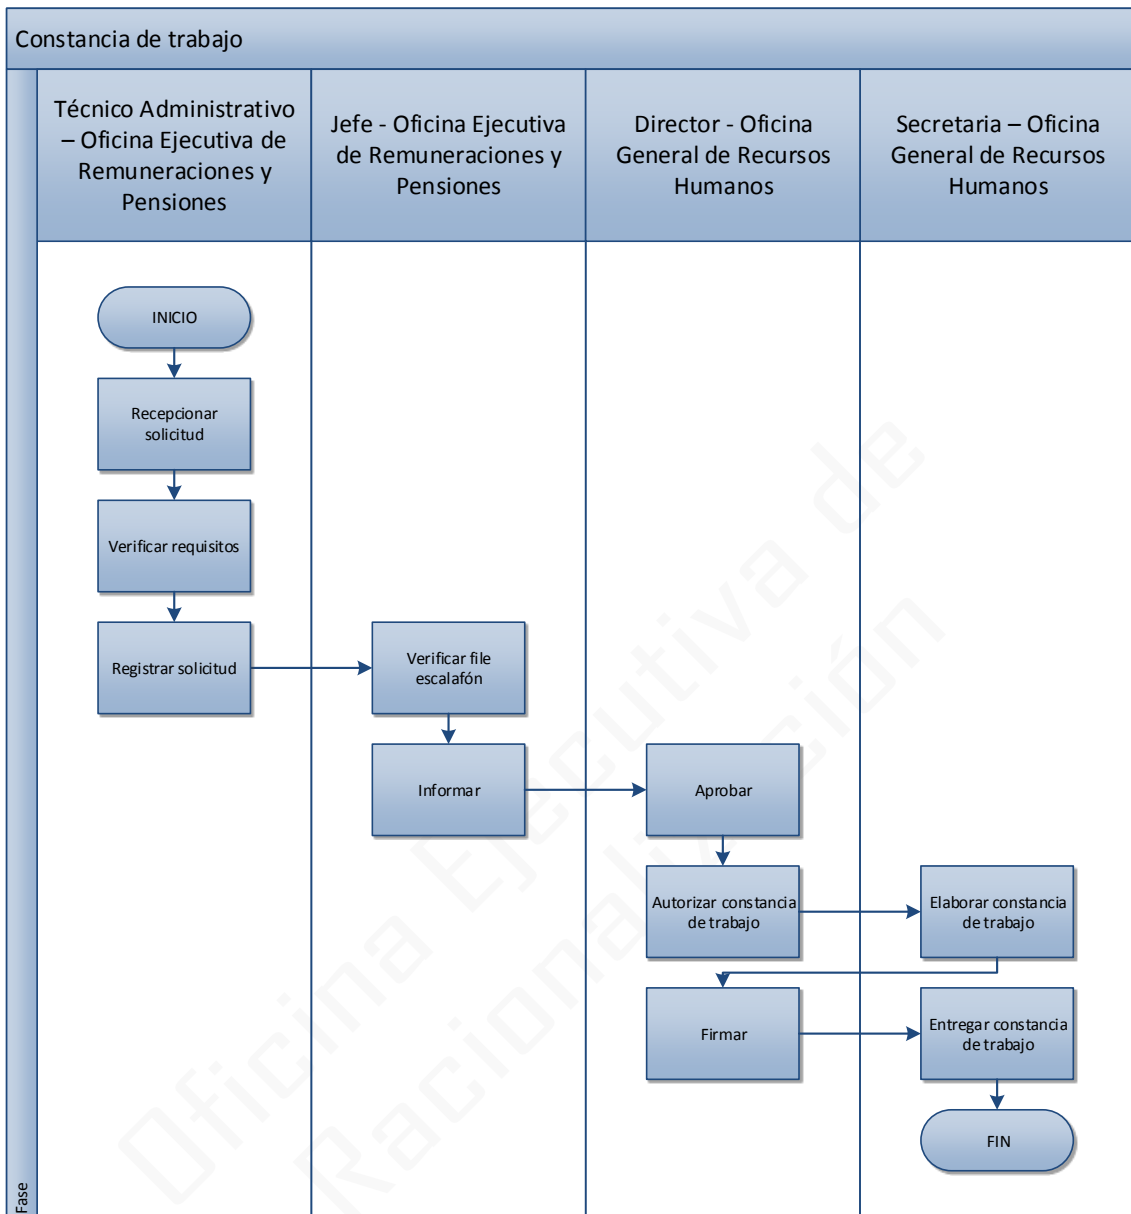 Constancia de trabajo
Técnico Administrativo
– Oficina Ejecutiva de
Remuneraciones y
Pensiones
Jefe - Oficina Ejecutiva
de Remuneraciones y
Pensiones
Director - Oficina
General de Recursos
Humanos
Secretaria – Oficina
General de Recursos
Humanos
INICIO
Recepcionar
solicitud
Verificar requisitos
Registrar solicitud
Verificar file
escalafón
Informar
Aprobar
Autorizar constancia
de trabajo
Elaborar constancia
de trabajo
Firmar
Entregar constancia
de trabajo
FIN
Fase
Oficina Ejecutiva de
Racionalización